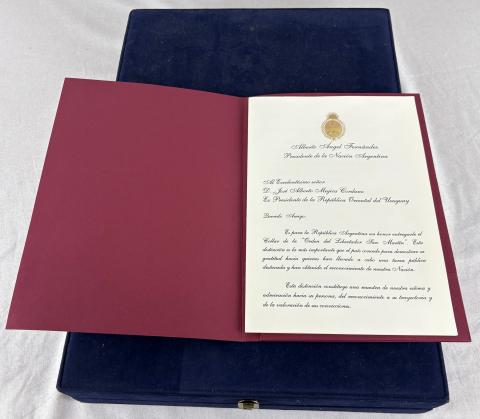 Alberto Ángel Fernández
Presidente de la Nación Argentina
Al Excelentísimo señor
D. José Alberto Mujica Cordano
Ex Presidente de la República Oriental del Uruguay
Querido Amigo
Es para la República Argentina un honor entregarle el
Collar de la "Orden del Libertador San Martín". Esta
distinción es la más importante que el país concede para demostrar su
gratitud hacia quienes han llevado a cabo una tarea pública
destacada y han obtenido el reconocimiento de nuestra Nación.
Esta distinción constituye una muestra de nuestra estima y
admiración hacia su persona, del reconocimiento a su trayectoria y
de la valoración de sus convicciones.